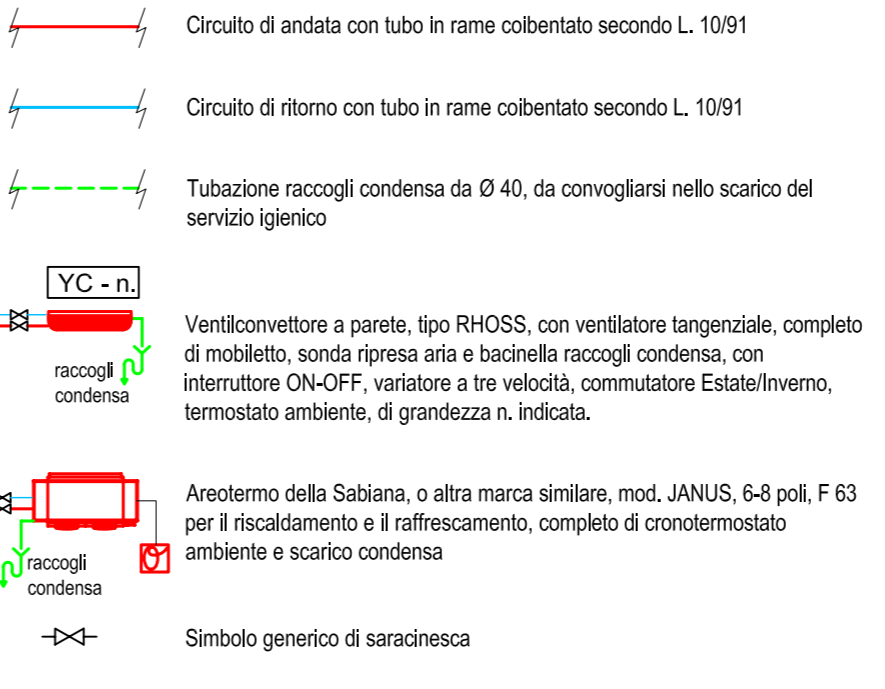 Circuito di andata con tubo in rame coibentato secondo L. 10/91
Circuito di ritorno con tubo in rame coibentato secondo L. 10/91
Tubazione raccogli condensa da Ø 40, da convogliarsi nello scarico del
servizio igienico
YC - n.
raccogli
condensa
Ventilconvettore a parete, tipo RHOSS, con ventilatore tangenziale, completo
di mobiletto, sonda ripresa aria e bacinella raccogli condensa, con
interruttore ON-OFF, variatore a tre velocità, commutatore Estate/Inverno,
termostato ambiente, di grandezza n. indicata.
raccogli
condensa
Areotermo della Sabiana, o altra marca similare, mod. JANUS, 6-8 poli, F 63
per il riscaldamento e il raffrescamento, completo di cronotermostato
ambiente e scarico condensa
Simbolo generico di saracinesca